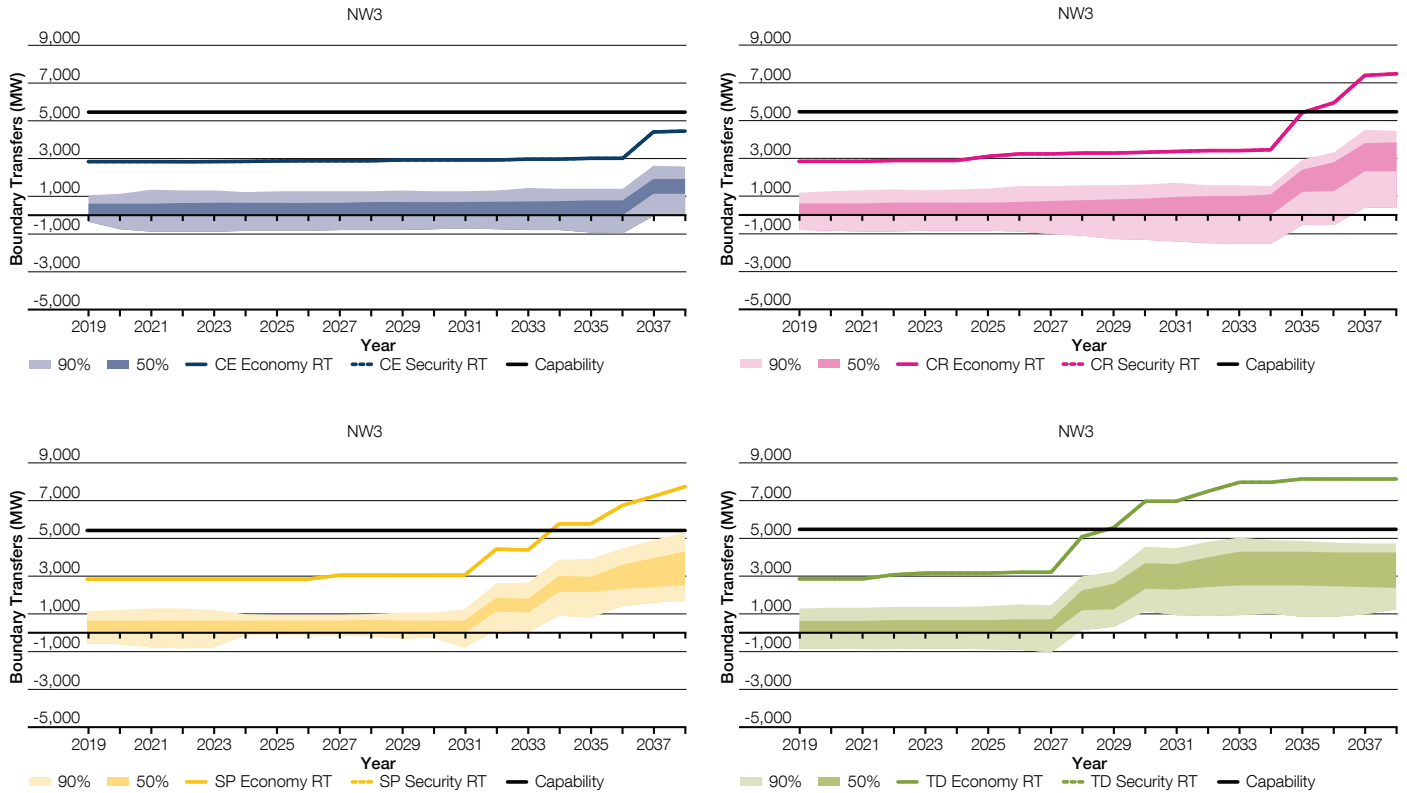 NW3
Boundary Transfers (MW)
9,000
7,000
5,000
3,000
1,000
-1,000
-3,000
-5,000
2019 2021 2023 2025 2027 2029 2031 2033 2035 2037
Year
90% 50% CE Economy RT CE Security RT Capability
NW3
Boundary Transfers (MW)
9,000
7,000
5,000
3,000
1,000
-1,000
-3,000
-5,000
2019 2021 2023 2025 2027 2029 2031 2033 2035 2037
Year
90% 50% CR Economy RT CR Security RT Capability
NW3
Boundary Transfers (MW)
9,000
7,000
5,000
3,000
1,000
-1,000
-3,000
-5,000
2019 2021 2023 2025 2027 2029 2031 2033 2035 2037
Year
90% 50% SP Economy RT SP Security RT Capability
NW3
Boundary Transfers (MW)
9,000
7,000
5,000
3,000
1,000
-1,000
-3,000
-5,000
2019 2021 2023 2025 2027 2029 2031 2033 2035 2037
Year
90% 50% TD Economy RT TD Security RT Capability